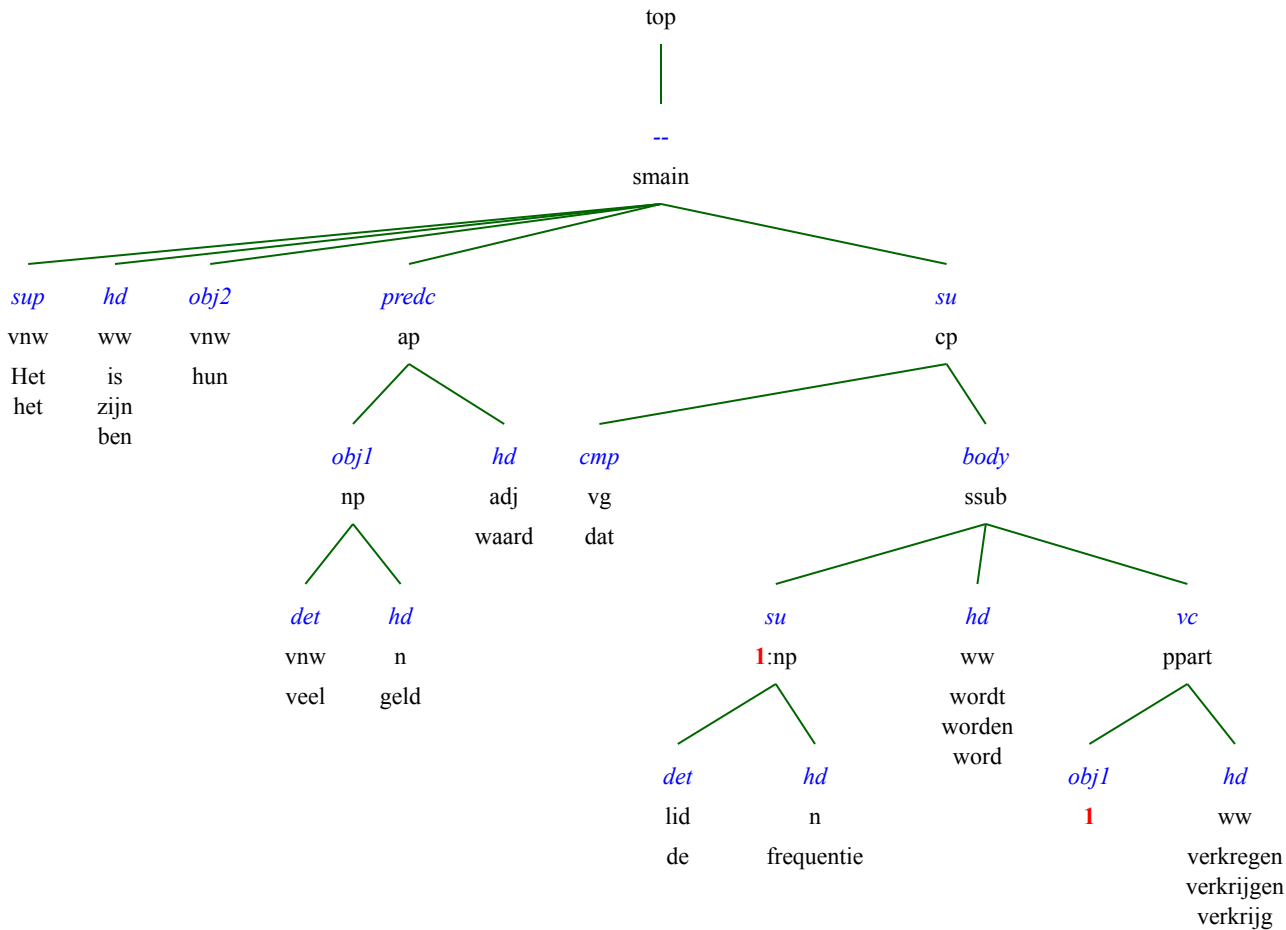 top
--
smain
sup hd obj2 predc su
vnw ww vnw ap cp
Het is hun
het zijn
ben
obj1 hd cmp body
np adj vg ssub
waard dat
det hd su hd vc
vnw n 1:np ww ppart
veel geld wordt
worden
word
det hd obj1 hd
lid n 1 ww
de frequentie verkregen
verkrijgen
verkrijg